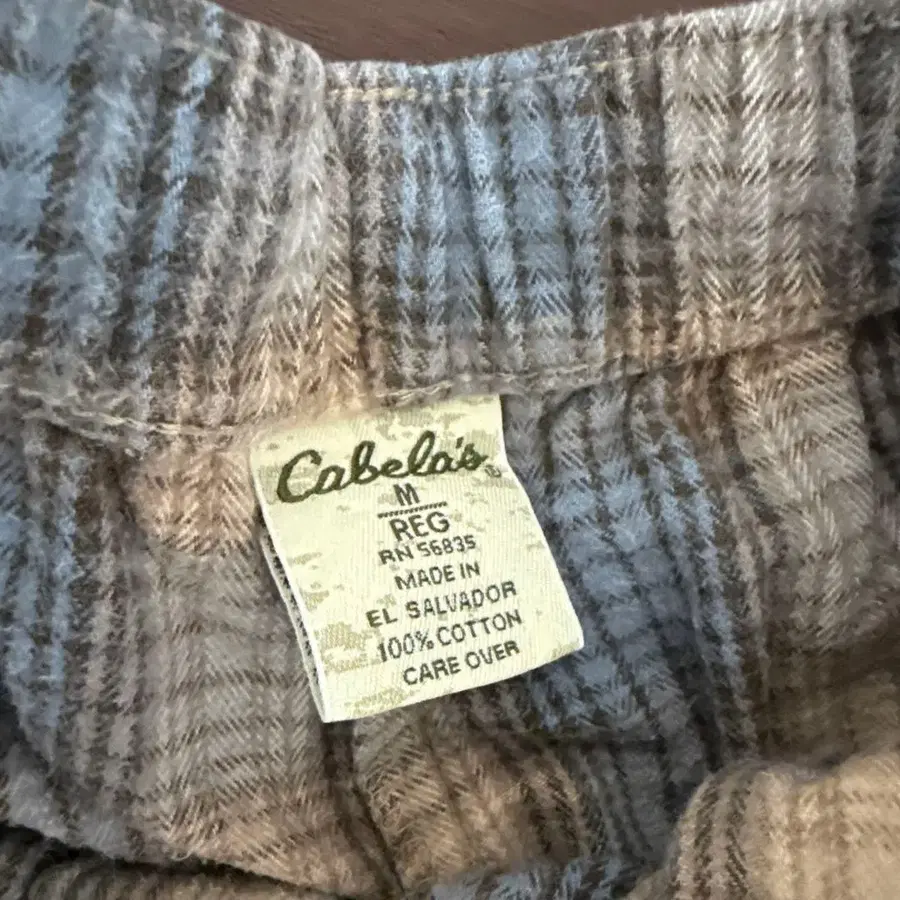 Cabela's®
M
REG
RN 56835
MADE IN
EL SALVADOR
100% COTTON
CARE OVER